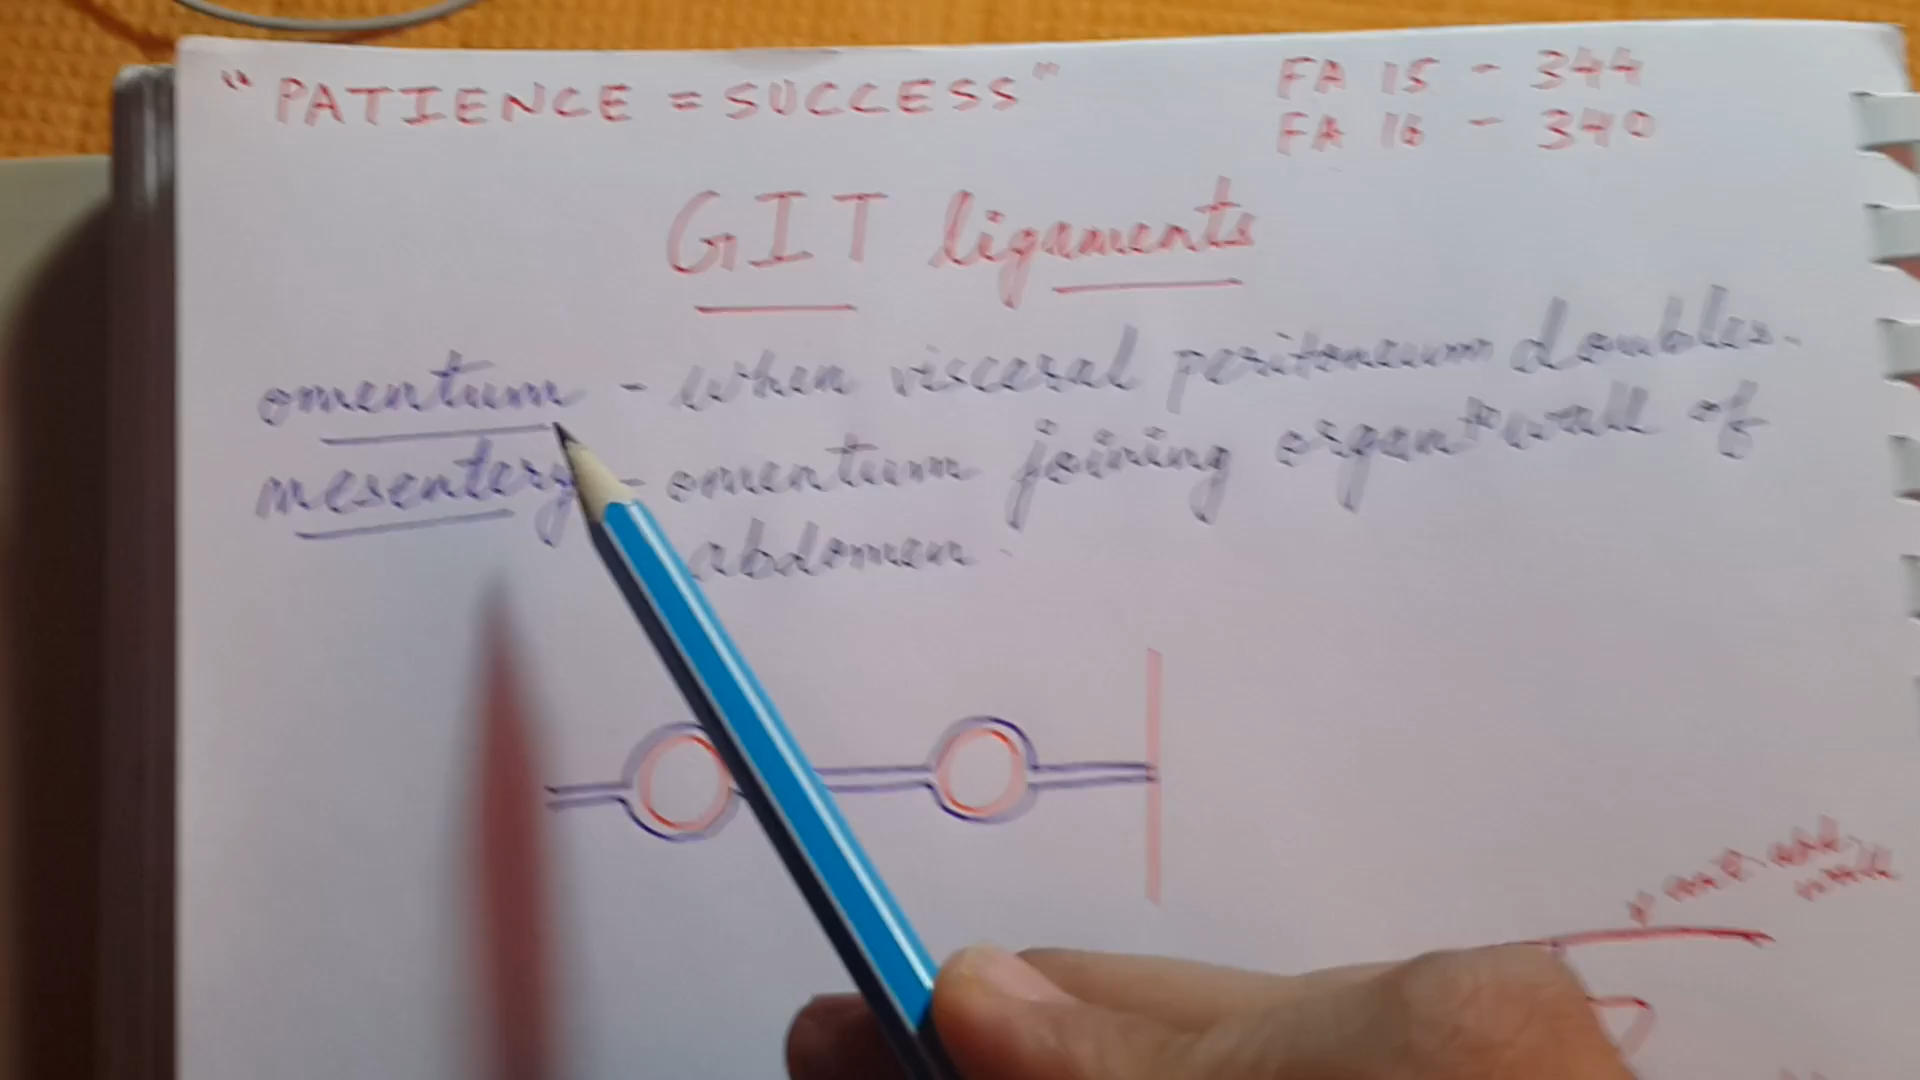 "PATIENCE = SUCCESS"
FA 15 - 344
FA 16 - 340
GIT ligaments
omentum - when visceral peritoneum doubles.
mesentery - omentum joining organ to wall of
abdomen.